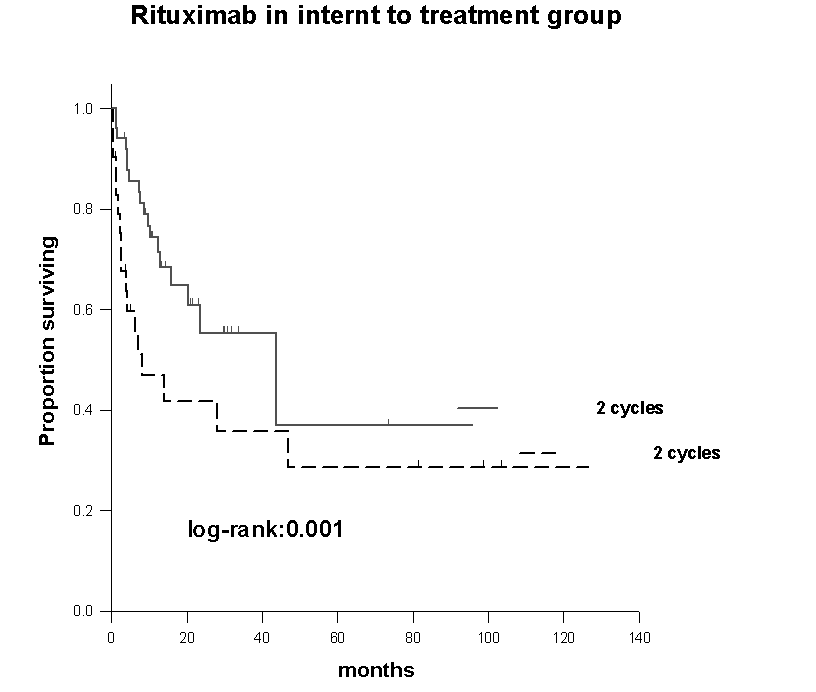 Rituximab in internt to treatment group
Proportion surviving
1.0
0.8
0.6
0.4
0.2
0.0
2 cycles
2 cycles
log-rank:0.001
0 20 40 60 80 100 120 140
months